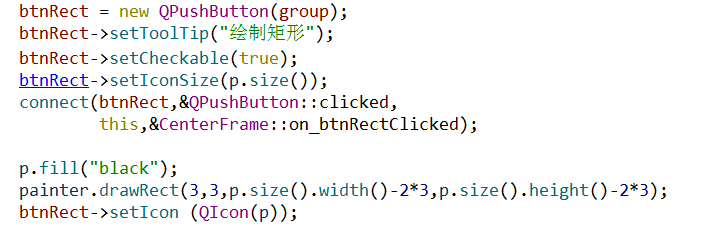 btnRect = new QPushButton(group);
btnRect->setToolTip("绘制矩形");
btnRect->setCheckable(true);
btnRect->setIconSize(p.size());
connect(btnRect,&QPushButton::clicked,
this,&CenterFrame::on_btnRectClicked);
p.fill("black");
painter.drawRect(3,3,p.size().width()-2*3,p.size().height()-2*3);
btnRect->setIcon (QIcon(p));